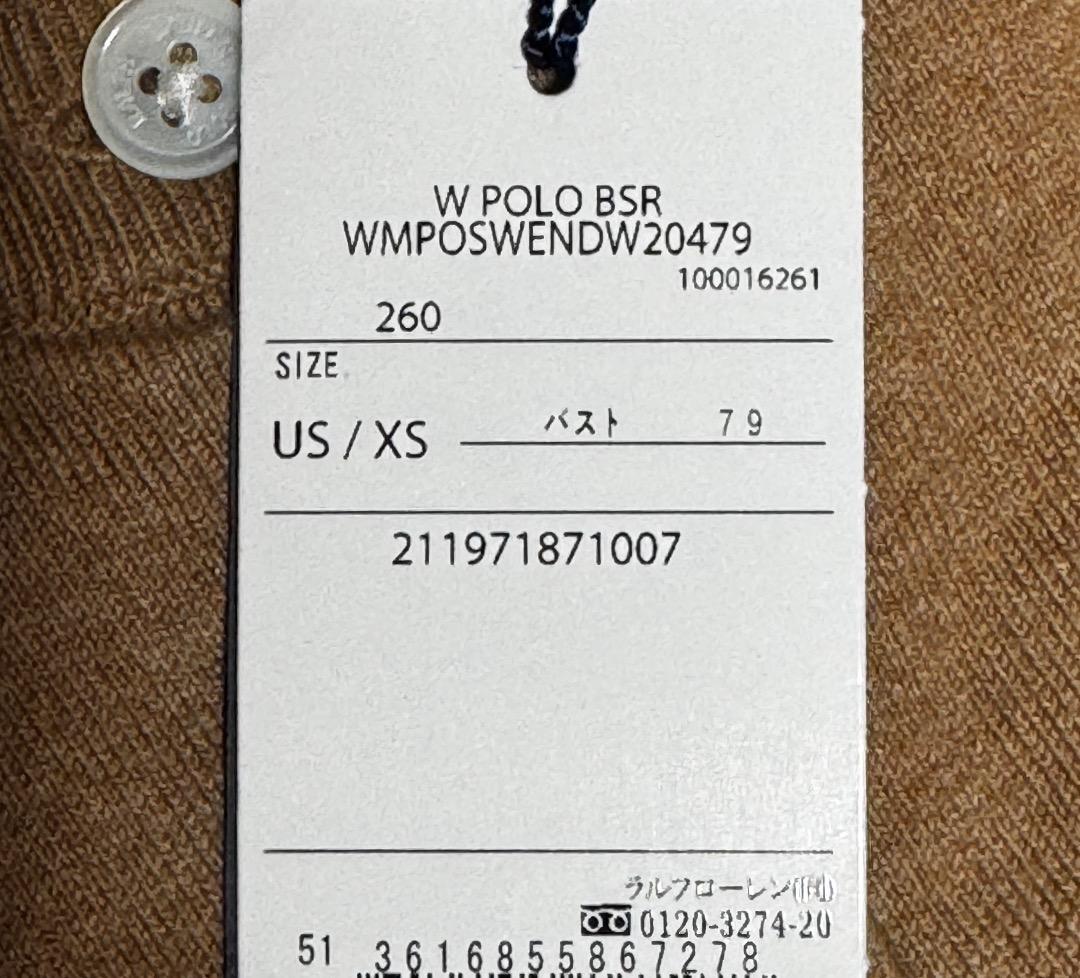 W POLO BSR
WMPOSWENDW20479
100016261
260
SIZE
US / XS
バスト 79
211971871007
ラルフローレン(株)
0120-3274-20
51 3616855867278